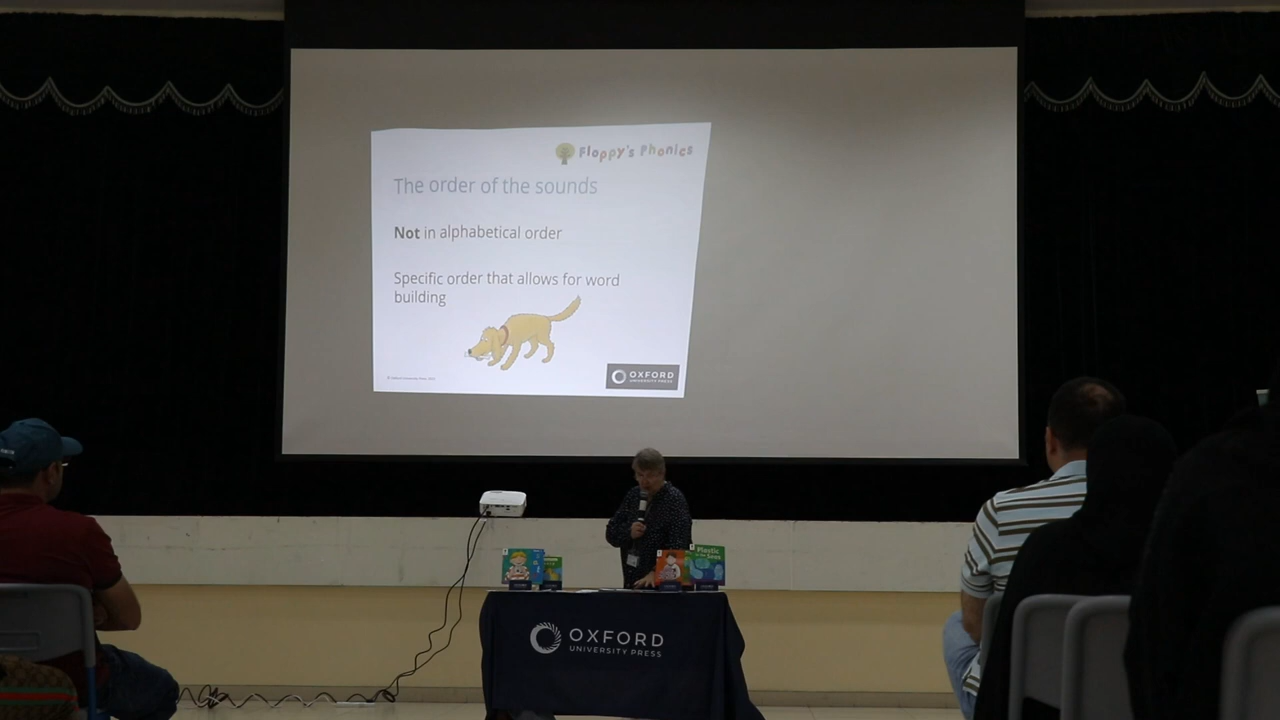 Floppy's Phonics
The order of the sounds
Not in alphabetical order
Specific order that allows for word
building
OXFORD
UNIVERSITY PRESS
Plastic
Seas
OXFORD
UNIVERSITY PRESS